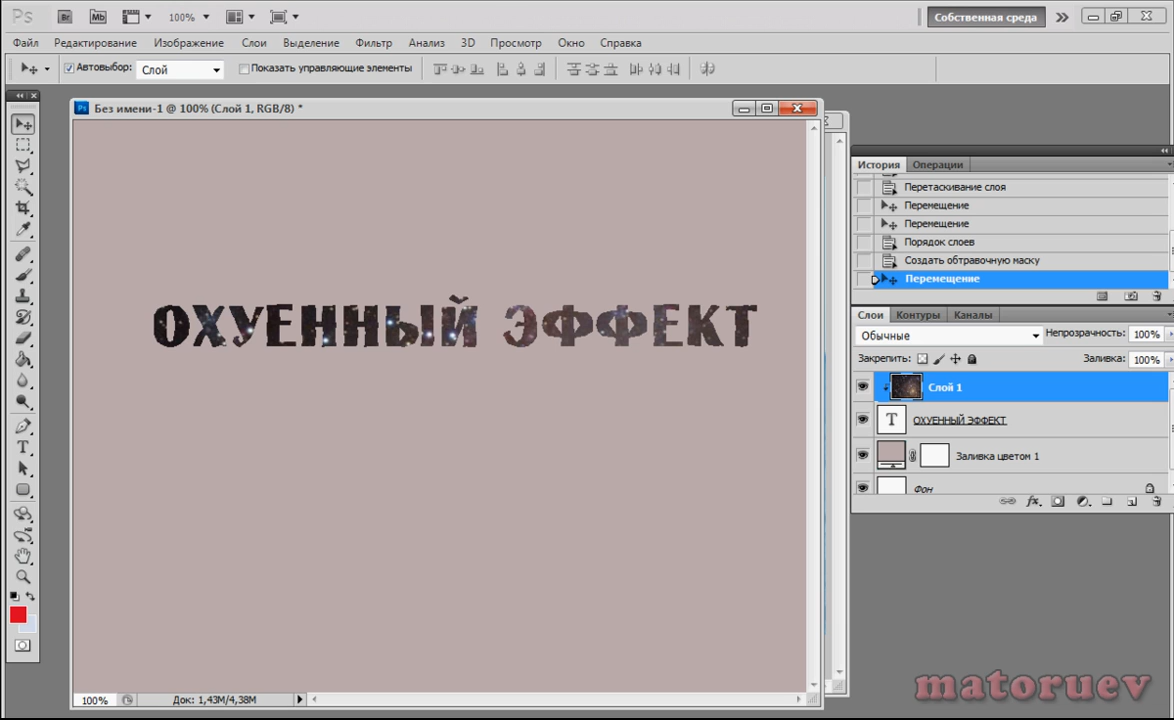 Ps Br Mb 100% Собственная среда
Файл Редактирование Изображение Слои Выделение Фильтр Анализ 3D Просмотр Окно Справка
Автовыбор: Слой Показать управляющие элементы
Ps Без имени-1 @ 100% (Слой 1, RGB/8) *
История Операции
Перетаскивание слоя
Перемещение
Перемещение
Порядок слоев
Создать обтравочную маску
Перемещение
ОХУЕННЫЙ ЭФФЕКТ
Слои Контуры Каналы
Обычные Непрозрачность: 100%
Закрепить: Заливка: 100%
Слой 1
T ОХУЕННЫЙ ЭФФЕКТ
Заливка цветом 1
Фон
fx.
100% Док: 1,43M/4,38M
matoruev